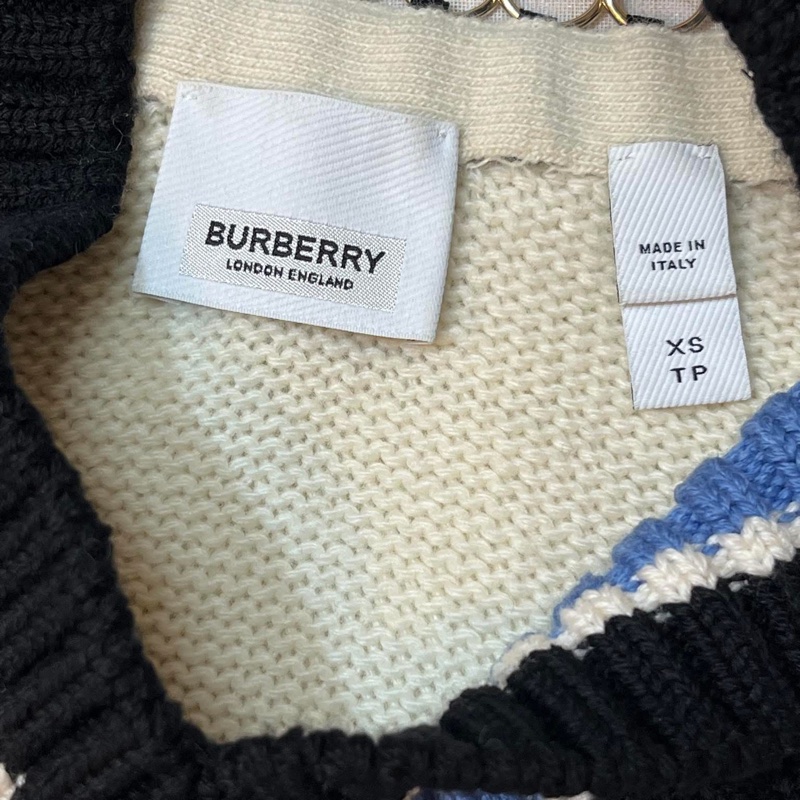 BURBERRY
LONDON ENGLAND
MADE IN
ITALY
XS
TP